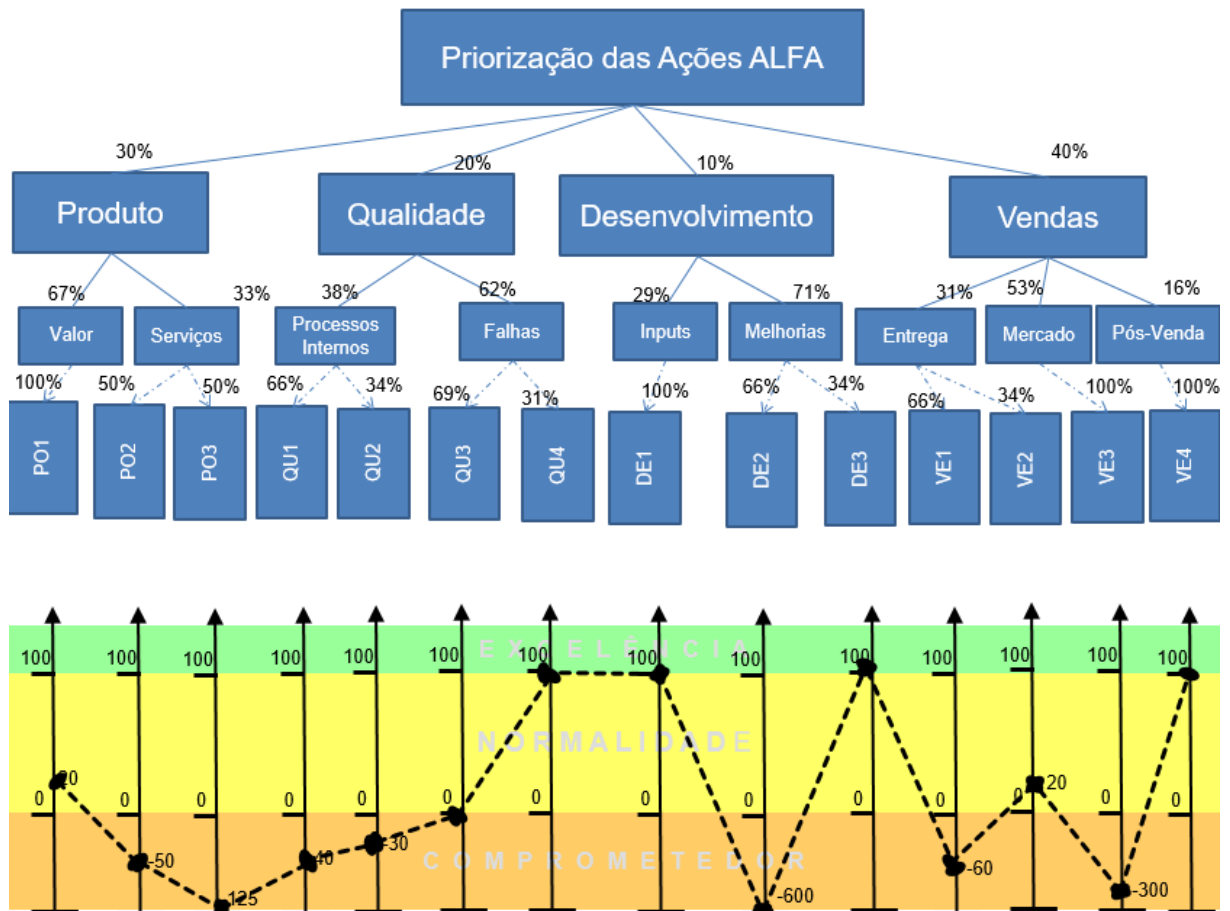 Priorização das Ações ALFA
30%
20%
10%
40%
Produto
Qualidade
Desenvolvimento
Vendas
67%
33%
38%
62%
29%
71%
31%
53%
16%
Valor
Serviços
Processos
Internos
Falhas
Inputs
Melhorias
Entrega
Mercado
Pós-Venda
100%
50%
50%
66%
34%
69%
31%
100%
66%
34%
66%
34%
100%
100%
PO1
PO2
PO3
QU1
QU2
QU3
QU4
DE1
DE2
DE3
VE1
VE2
VE3
VE4
EXCELÊNCIA
100
100
100
100
100
100
100
100
100
100
100
100
100
100
NORMALIDADE
20
20
0
0
0
0
0
0
0
0
0
0
0
0
0
0
COMPROMETEDOR
-50
-125
-40
-30
-600
-60
-300